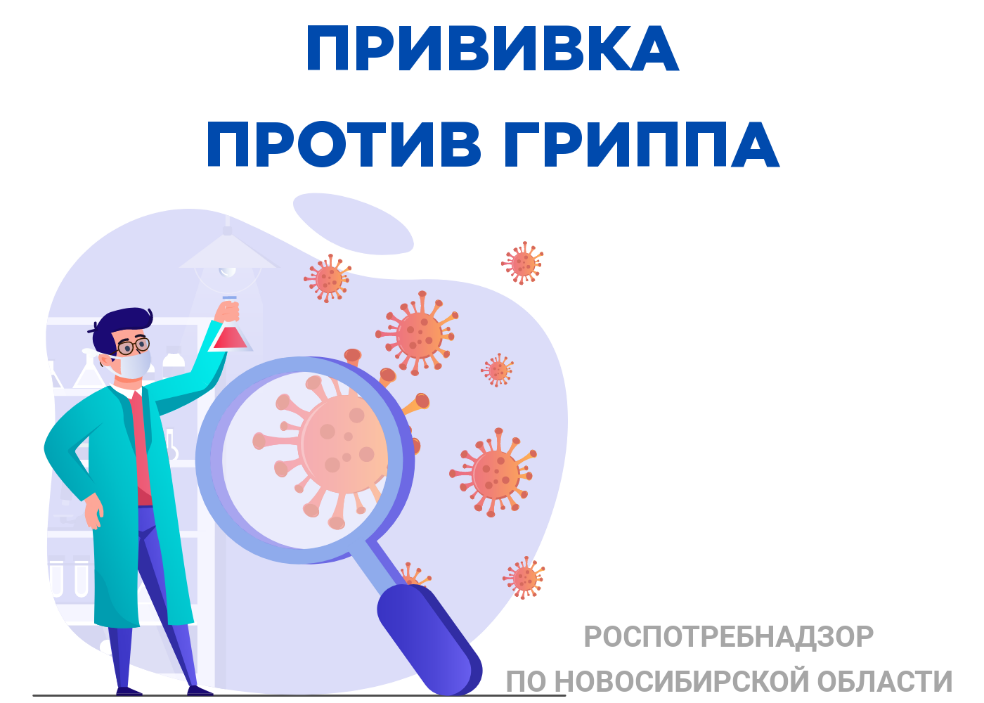 ПРИВИВКА
ПРОТИВ ГРИППА
РОСПОТРЕБНАДЗОР
ПО НОВОСИБИРСКОЙ ОБЛАСТИ